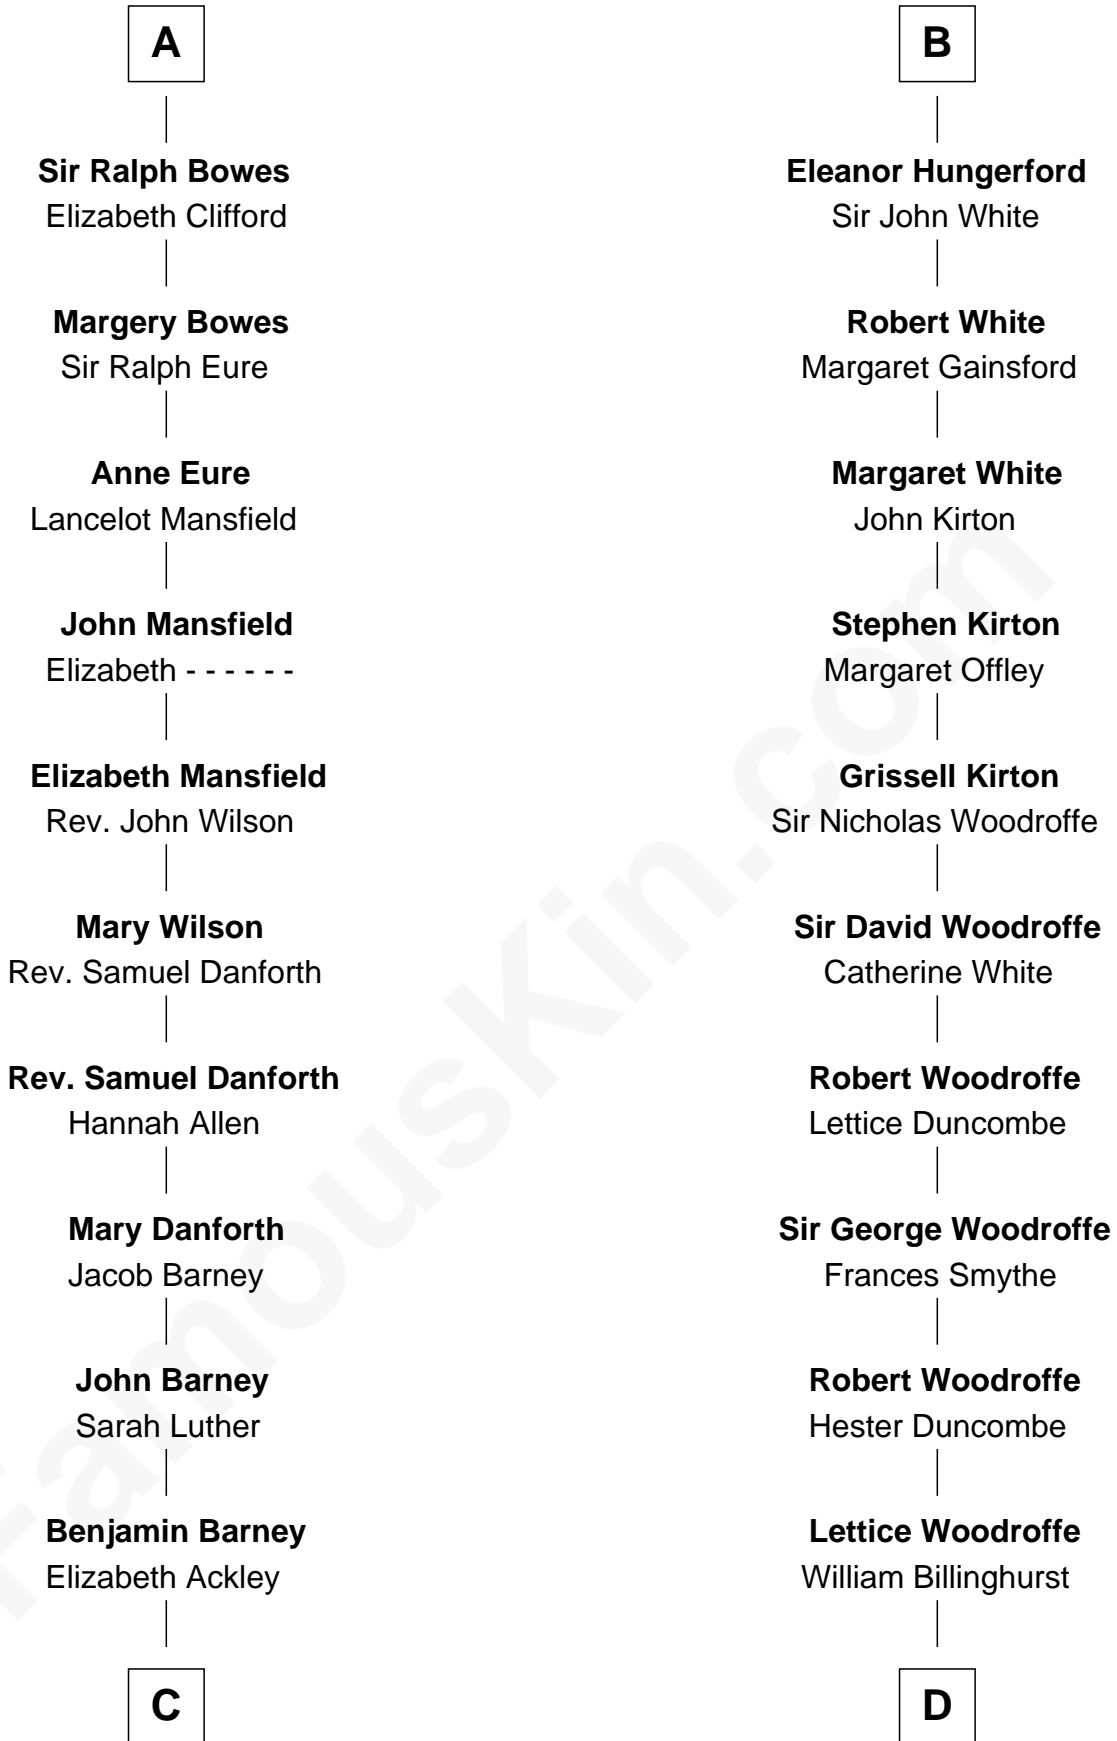 A
Sir Ralph Bowes
Elizabeth Clifford
Margery Bowes
Sir Ralph Eure
Anne Eure
Lancelot Mansfield
John Mansfield
Elizabeth - - - - - -
Elizabeth Mansfield
Rev. John Wilson
Mary Wilson
Rev. Samuel Danforth
Rev. Samuel Danforth
Hannah Allen
Mary Danforth
Jacob Barney
John Barney
Sarah Luther
Benjamin Barney
Elizabeth Ackley
C
B
Eleanor Hungerford
Sir John White
Robert White
Margaret Gainsford
Margaret White
John Kirton
Stephen Kirton
Margaret Offley
Grissell Kirton
Sir Nicholas Woodroffe
Sir David Woodroffe
Catherine White
Robert Woodroffe
Lettice Duncombe
Sir George Woodroffe
Frances Smythe
Robert Woodroffe
Hester Duncombe
Lettice Woodroffe
William Billinghurst
D
FamousKin.com